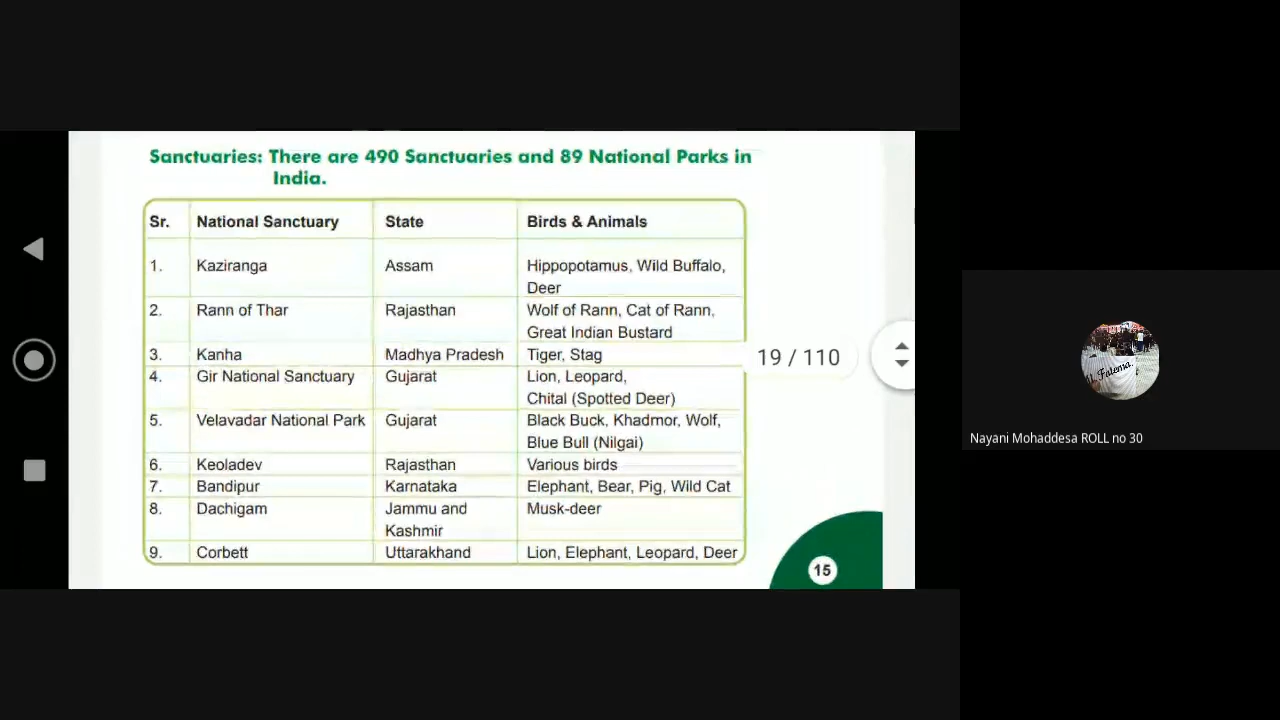 Sanctuaries: There are 490 Sanctuaries and 89 National Parks in
India.
Sr. National Sanctuary State Birds & Animals
1. Kaziranga Assam Hippopotamus, Wild Buffalo,
Deer
2. Rann of Thar Rajasthan Wolf of Rann, Cat of Rann,
Great Indian Bustard
3. Kanha Madhya Pradesh Tiger, Stag
4. Gir National Sanctuary Gujarat Lion, Leopard,
Chital (Spotted Deer)
5. Velavadar National Park Gujarat Black Buck, Khadmor, Wolf,
Blue Bull (Nilgai)
6. Keoladev Rajasthan Various birds
7. Bandipur Karnataka Elephant, Bear, Pig, Wild Cat
8. Dachigam Jammu and Musk-deer
Kashmir
9. Corbett Uttarakhand Lion, Elephant, Leopard, Deer
15
19 / 110
Fatema.
Nayani Mohaddesa ROLL no 30